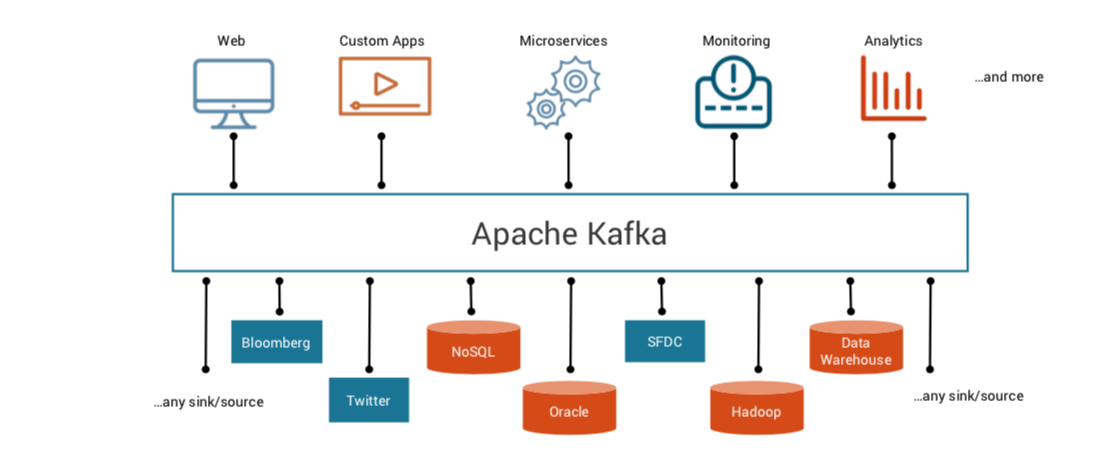 Web
Custom Apps
Microservices
Monitoring
Analytics
...and more
Apache Kafka
Bloomberg
Twitter
NoSQL
Oracle
SFDC
Hadoop
Data
Warehouse
...any sink/source
...any sink/source